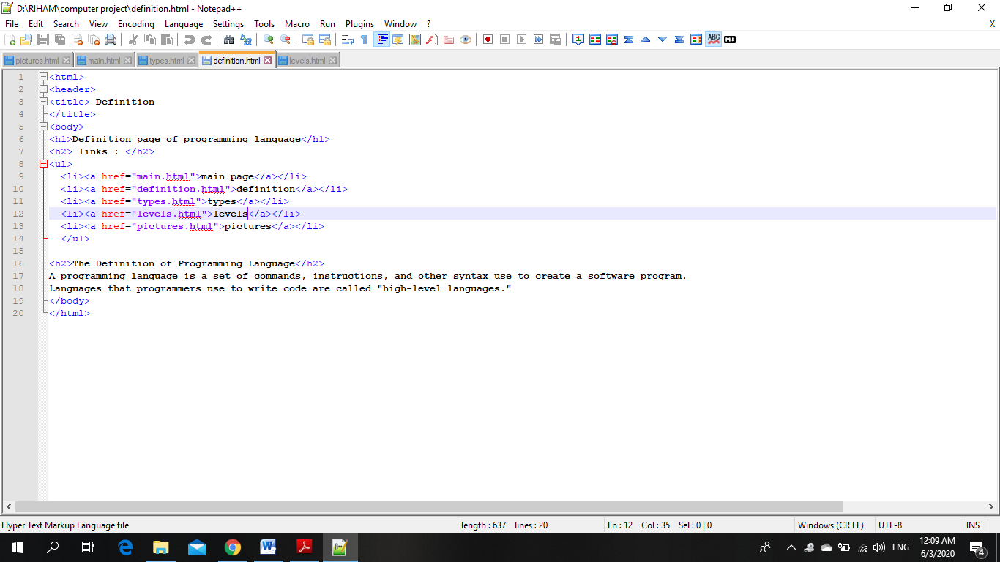 D:\RIHAM\computer project\definition.html - Notepad++
File Edit Search View Encoding Language Settings Tools Macro Run Plugins Window ? X
pictures.html main.html types.html definition.html levels.html
1 <html>
2 <header>
3 <title> Definition
4 </title>
5 <body>
6 <h1>Definition page of programming language</h1>
7 <h2> links : </h2>
8 <ul>
9 <li><a href="main.html">main page</a></li>
10 <li><a href="definition.html">definition</a></li>
11 <li><a href="types.html">types</a></li>
12 <li><a href="levels.html">levels</a></li>
13 <li><a href="pictures.html">pictures</a></li>
14 </ul>
15
16 <h2>The Definition of Programming Language</h2>
17 A programming language is a set of commands, instructions, and other syntax use to create a software program.
18 Languages that programmers use to write code are called "high-level languages."
19 </body>
20 </html>
Hyper Text Markup Language file length : 637 lines : 20 Ln : 12 Col : 35 Sel : 0 | 0 Windows (CR LF) UTF-8 INS
ENG 12:09 AM
6/3/2020 4